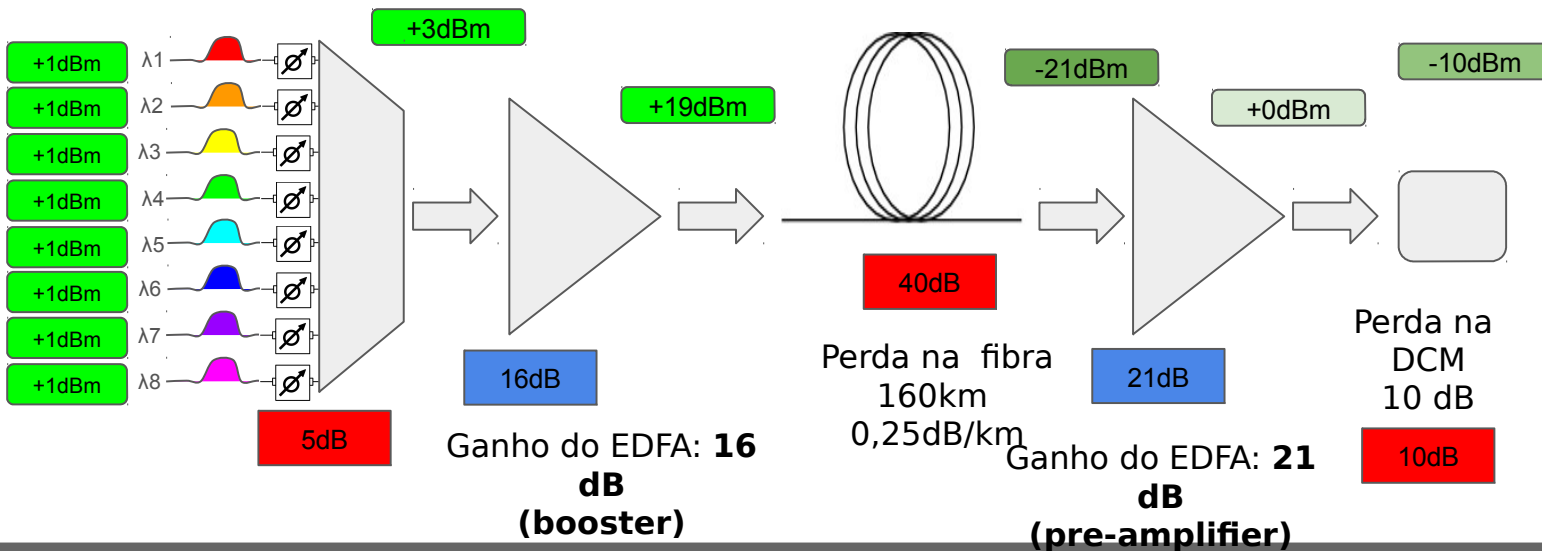 +3dBm
+1dBm λ1
+1dBm λ2
+1dBm λ3
+1dBm λ4
+1dBm λ5
+1dBm λ6
+1dBm λ7
+1dBm λ8
5dB
+19dBm
16dB
Ganho do EDFA: 16
dB
(booster)
40dB
Perda na fibra
160km
0,25dB/km
-21dBm
+0dBm
21dB
Ganho do EDFA: 21
dB
(pre-amplifier)
-10dBm
Perda na
DCM
10 dB
10dB